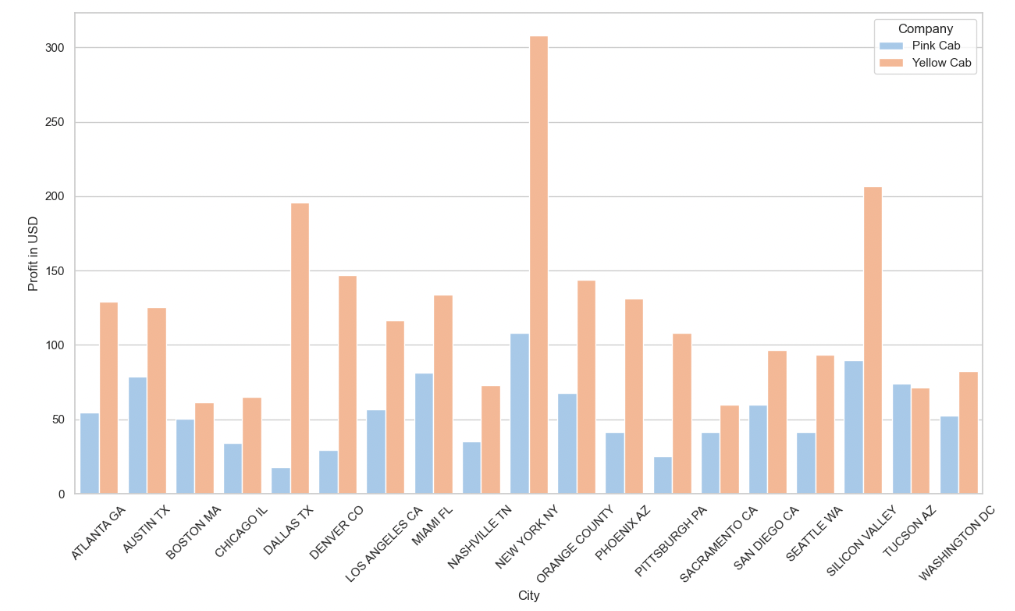 Company
Pink Cab
Yellow Cab
300
250
200
150
100
50
0
Profit in USD
ATLANTA GA
AUSTIN TX
BOSTON MA
CHICAGO IL
DALLAS TX
DENVER CO
LOS ANGELES CA
MIAMI FL
NASHVILLE TN
NEW YORK NY
ORANGE COUNTY
PHOENIX AZ
PITTSBURGH PA
SACRAMENTO CA
SAN DIEGO CA
SEATTLE WA
SILICON VALLEY
TUCSON AZ
WASHINGTON DC
City